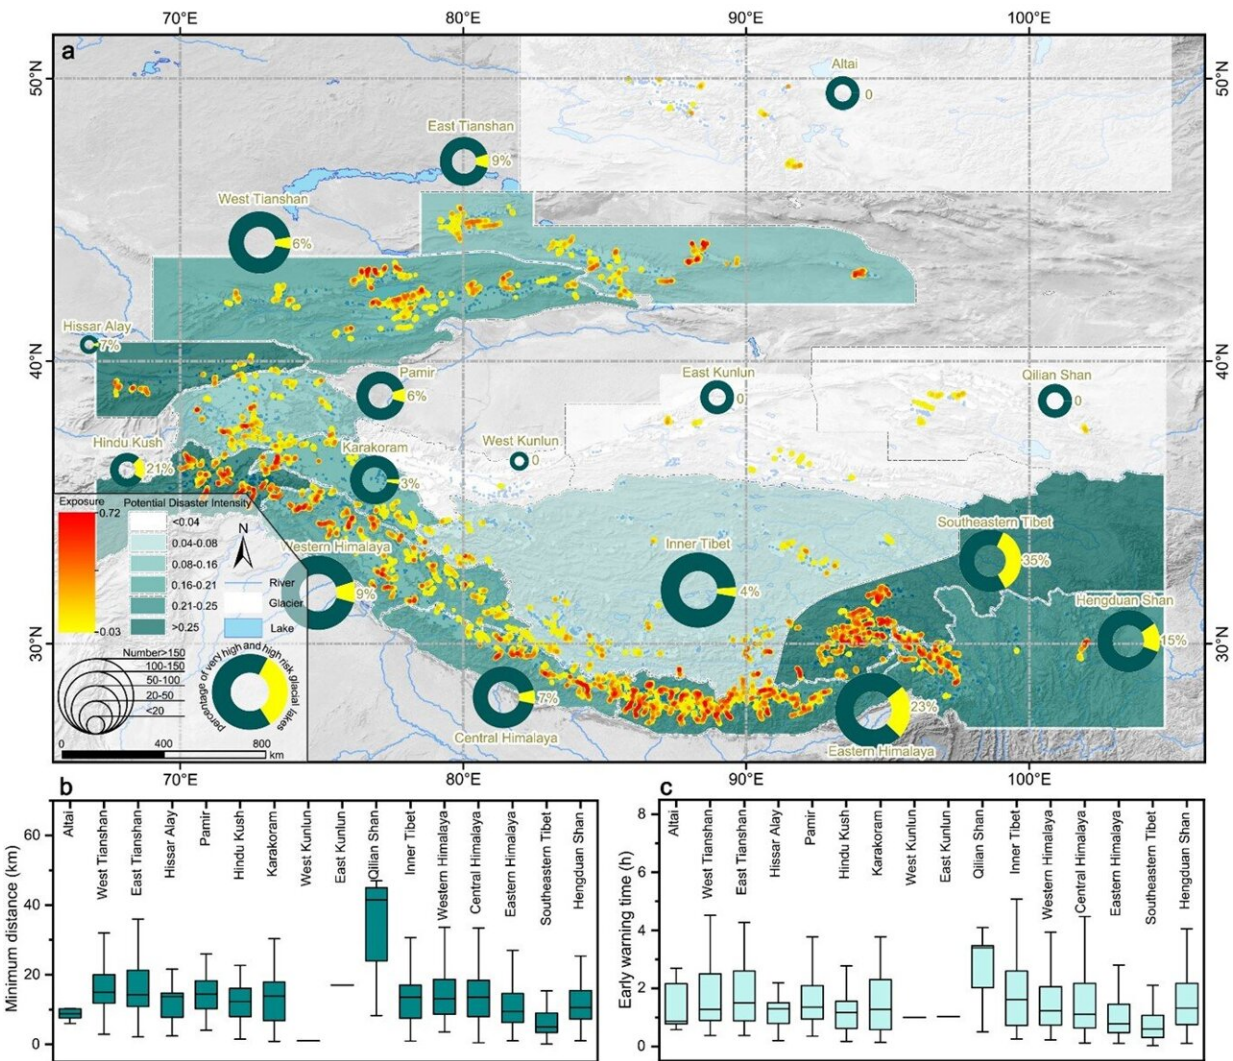 70°E 80°E 90°E 100°E
a
50°N 50°N
Altai
0
East Tianshan
9%
West Tianshan
6%
Hissar Alay
7%
40°N 40°N
Pamir
6%
East Kunlun
0
Qilian Shan
0
Hindu Kush
21%
Karakoram
3%
West Kunlun
0
Exposure
0.72
0.03
Potential Disaster Intensity
<0.04
0.04-0.08
0.08-0.16
0.16-0.21
0.21-0.25
>0.25
N
River
Glacier
Lake
Western Himalaya
9%
Inner Tibet
4%
Southeastern Tibet
35%
Hengduan Shan
15%
30°N 30°N
Number>150
100-150
50-100
20-50
<20
percentage of very high and high risk glacial lakes
0 400 800
km
7%
Central Himalaya
23%
Eastern Himalaya
70°E 80°E 90°E 100°E
b
Minimum distance (km)
60
40
20
0
Altai
West Tianshan
East Tianshan
Hissar Alay
Pamir
Hindu Kush
Karakoram
West Kunlun
East Kunlun
Qilian Shan
Inner Tibet
Western Himalaya
Central Himalaya
Eastern Himalaya
Southeastern Tibet
Hengduan Shan
c
Early warning time (h)
8
6
4
2
0
Altai
West Tianshan
East Tianshan
Hissar Alay
Pamir
Hindu Kush
Karakoram
West Kunlun
East Kunlun
Qilian Shan
Inner Tibet
Western Himalaya
Central Himalaya
Eastern Himalaya
Southeastern Tibet
Hengduan Shan